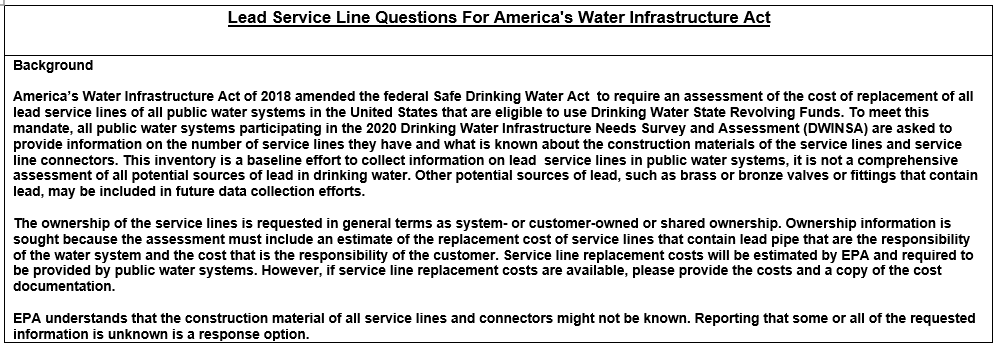 Lead Service Line Questions For America's Water Infrastructure Act
Background
America's Water Infrastructure Act of 2018 amended the federal Safe Drinking Water Act  to require an assessment of the cost of replacement of all
lead service lines of all public water systems in the United States that are eligible to use Drinking Water State Revolving Funds. To meet this
mandate, all public water systems participating in the 2020 Drinking Water Infrastructure Needs Survey and Assessment (DWINSA) are asked to
provide information on the number of service lines they have and what is known about the construction materials of the service lines and service
line connectors. This inventory is a baseline effort to collect information on lead  service lines in public water systems, it is not a comprehensive
assessment of all potential sources of lead in drinking water. Other potential sources of lead, such as brass or bronze valves or fittings that contain
lead, may be included in future data collection efforts.
The ownership of the service lines is requested in general terms as system- or customer-owned or shared ownership. Ownership information is
sought because the assessment must include an estimate of the replacement cost of service lines that contain lead pipe that are the responsibility
of the water system and the cost that is the responsibility of the customer. Service line replacement costs will be estimated by EPA and required to
be provided by public water systems. However, if service line replacement costs are available, please provide the costs and a copy of the cost
documentation.
EPA understands that the construction material of all service lines and connectors might not be known. Reporting that some or all of the requested
information is unknown is a response option.